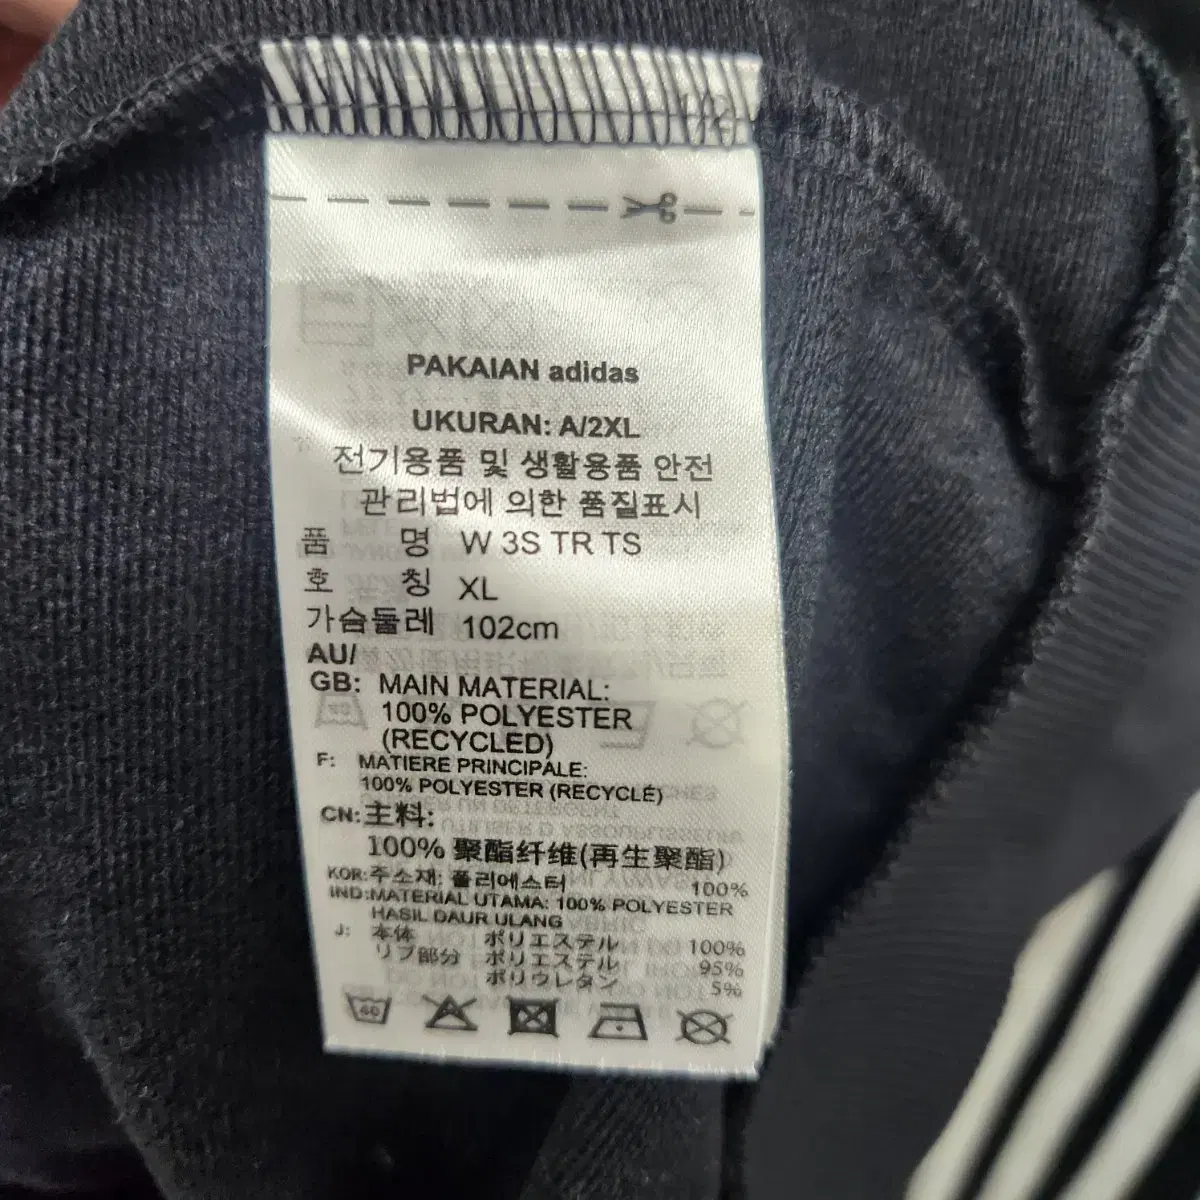 PAKAIAN adidas
UKURAN: A/2XL
전기용품 및 생활용품 안전
관리법에 의한 품질표시
품 명 W 3S TR TS
호 칭 XL
가슴둘레 102cm
AU/
GB: MAIN MATERIAL:
100% POLYESTER
(RECYCLED)
F: MATIERE PRINCIPALE:
100% POLYESTER (RECYCLÉ)
CN: 主料:
100% 聚酯纤维(再生聚酯)
KOR: 주소재: 폴리에스터 100%
IND: MATERIAL UTAMA: 100% POLYESTER
HASIL DAUR ULANG
J: 本体 ポリエステル 100%
リブ部分 ポリエステル 95%
ポリウレタン 5%
40